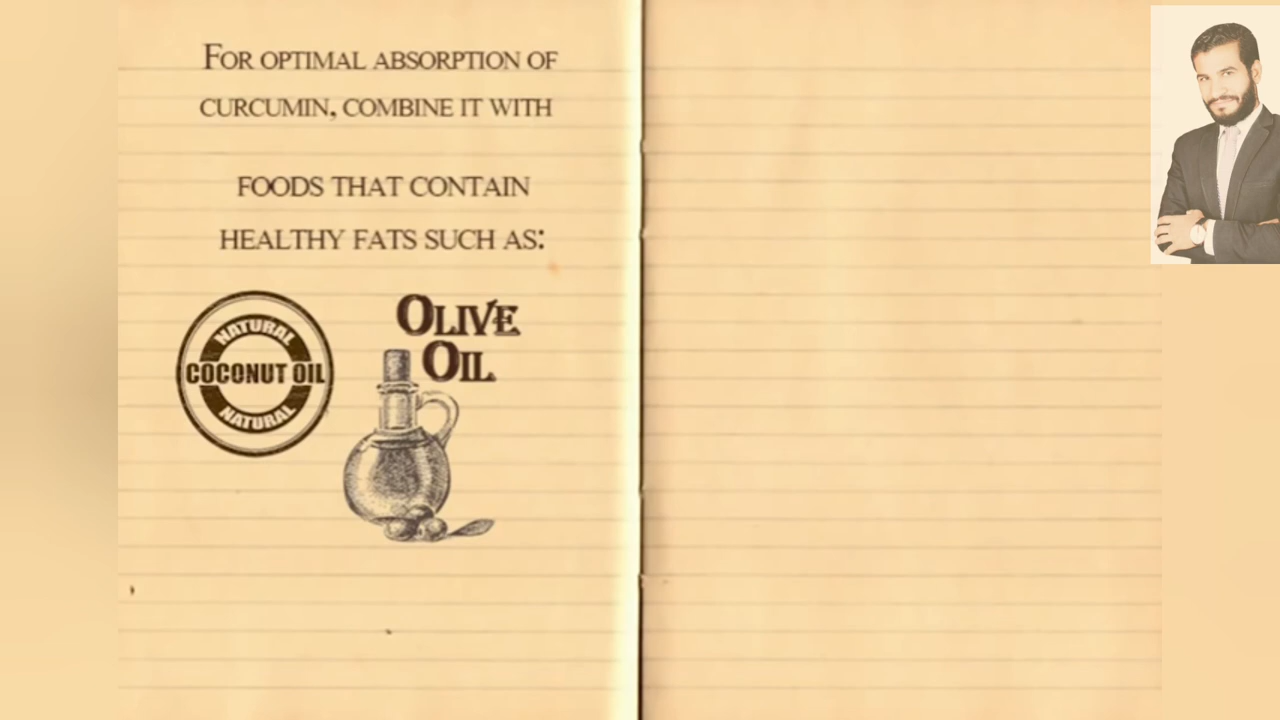 For optimal absorption of
curcumin, combine it with
foods that contain
healthy fats such as:
NATURAL
COCONUT OIL
NATURAL
Olive
Oil